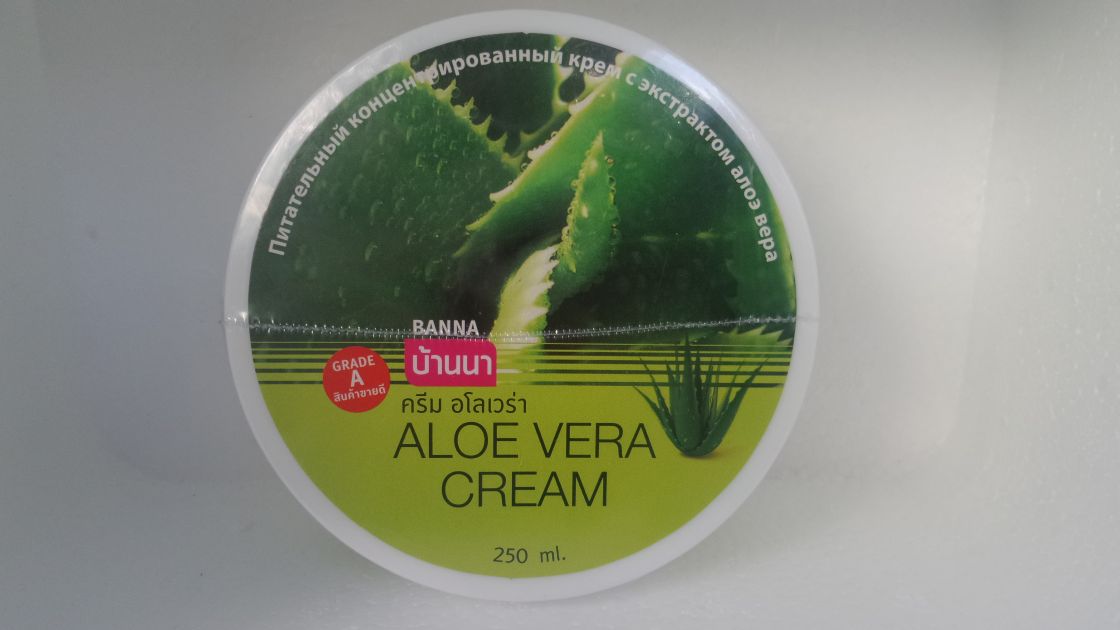 Питательный концентрированный крем с экстрактом алоэ вера
BANNA
บ้านนา
GRADE
A
สินค้าขายดี
ครีม อโลเวร่า
ALOE VERA
CREAM
250 ml.